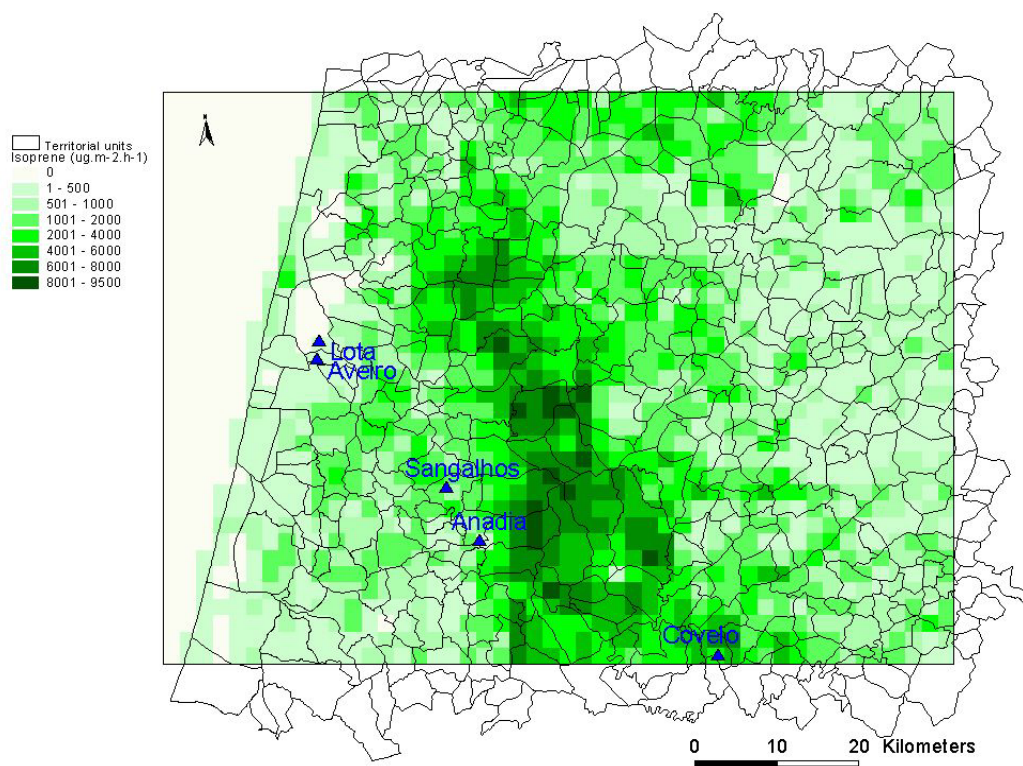 Territorial units
Isoprene (ug.m-2.h-1)
0
1 - 500
501 - 1000
1001 - 2000
2001 - 4000
4001 - 6000
6001 - 8000
8001 - 9500
Lota
Aveiro
Sangalhos
Anadia
Covelo
0 10 20 Kilometers